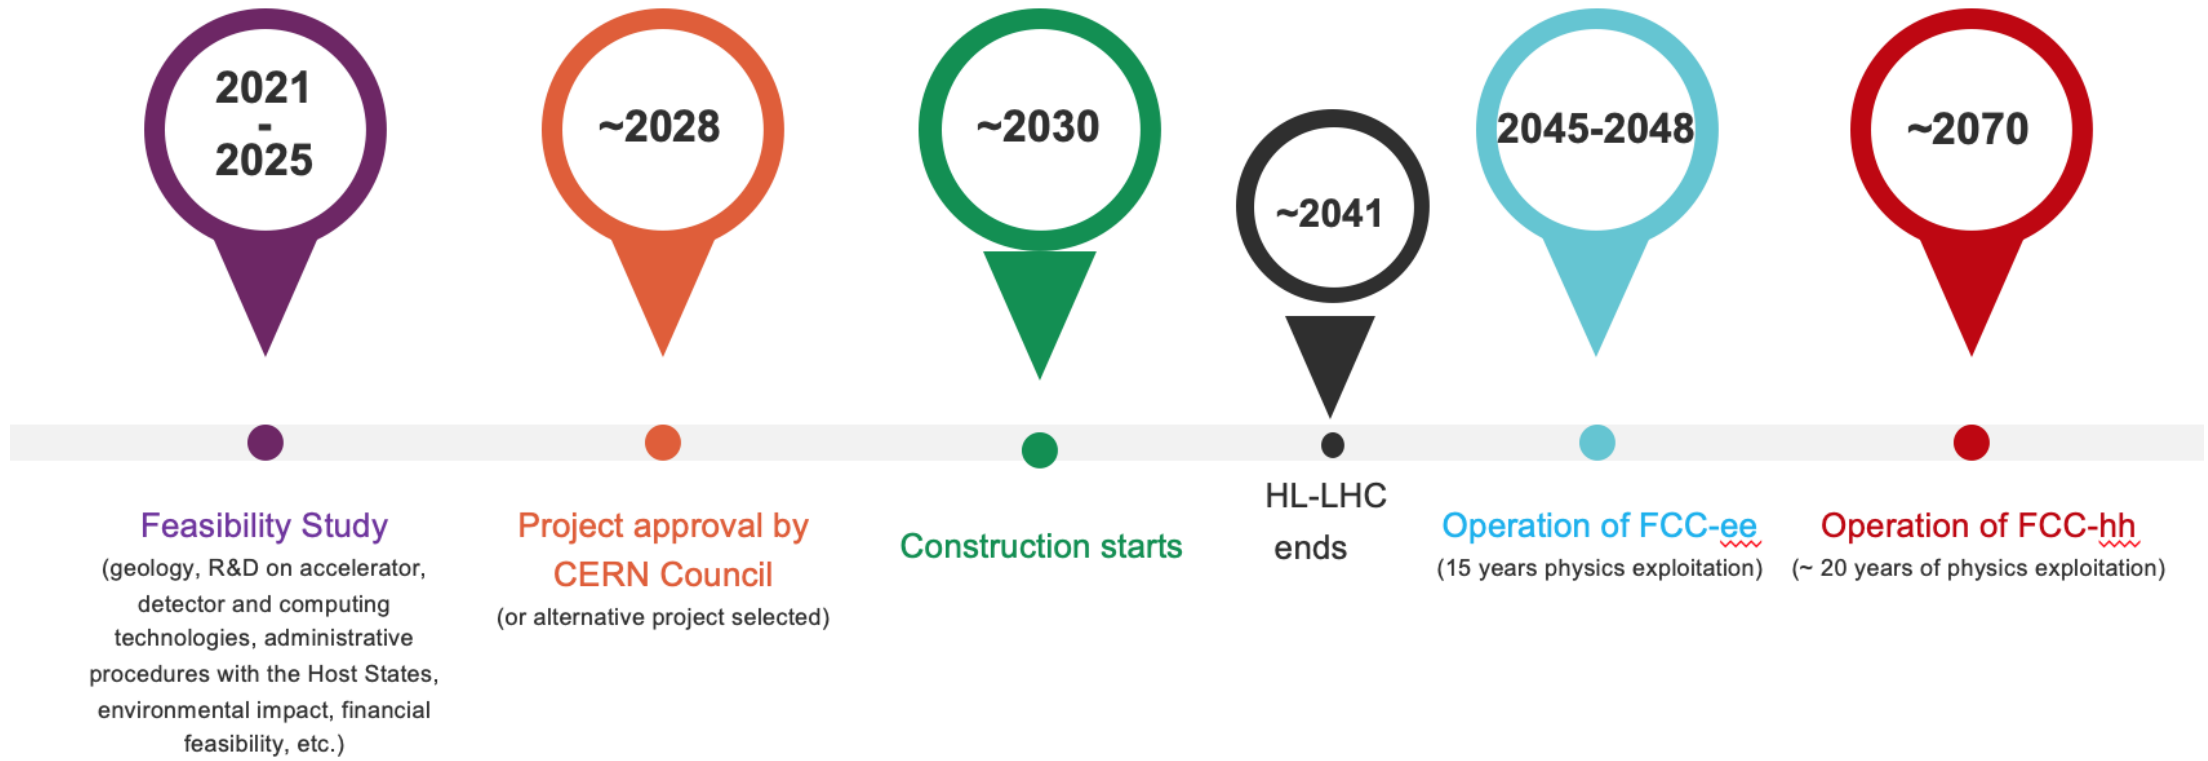 2021
-
2025
~2028
~2030
~2041
2045-2048
~2070
Feasibility Study
(geology, R&D on accelerator,
detector and computing
technologies, administrative
procedures with the Host States,
environmental impact, financial
feasibility, etc.)
Project approval by
CERN Council
(or alternative project selected)
Construction starts
HL-LHC
ends
Operation of FCC-ee
(15 years physics exploitation)
Operation of FCC-hh
(~ 20 years of physics exploitation)